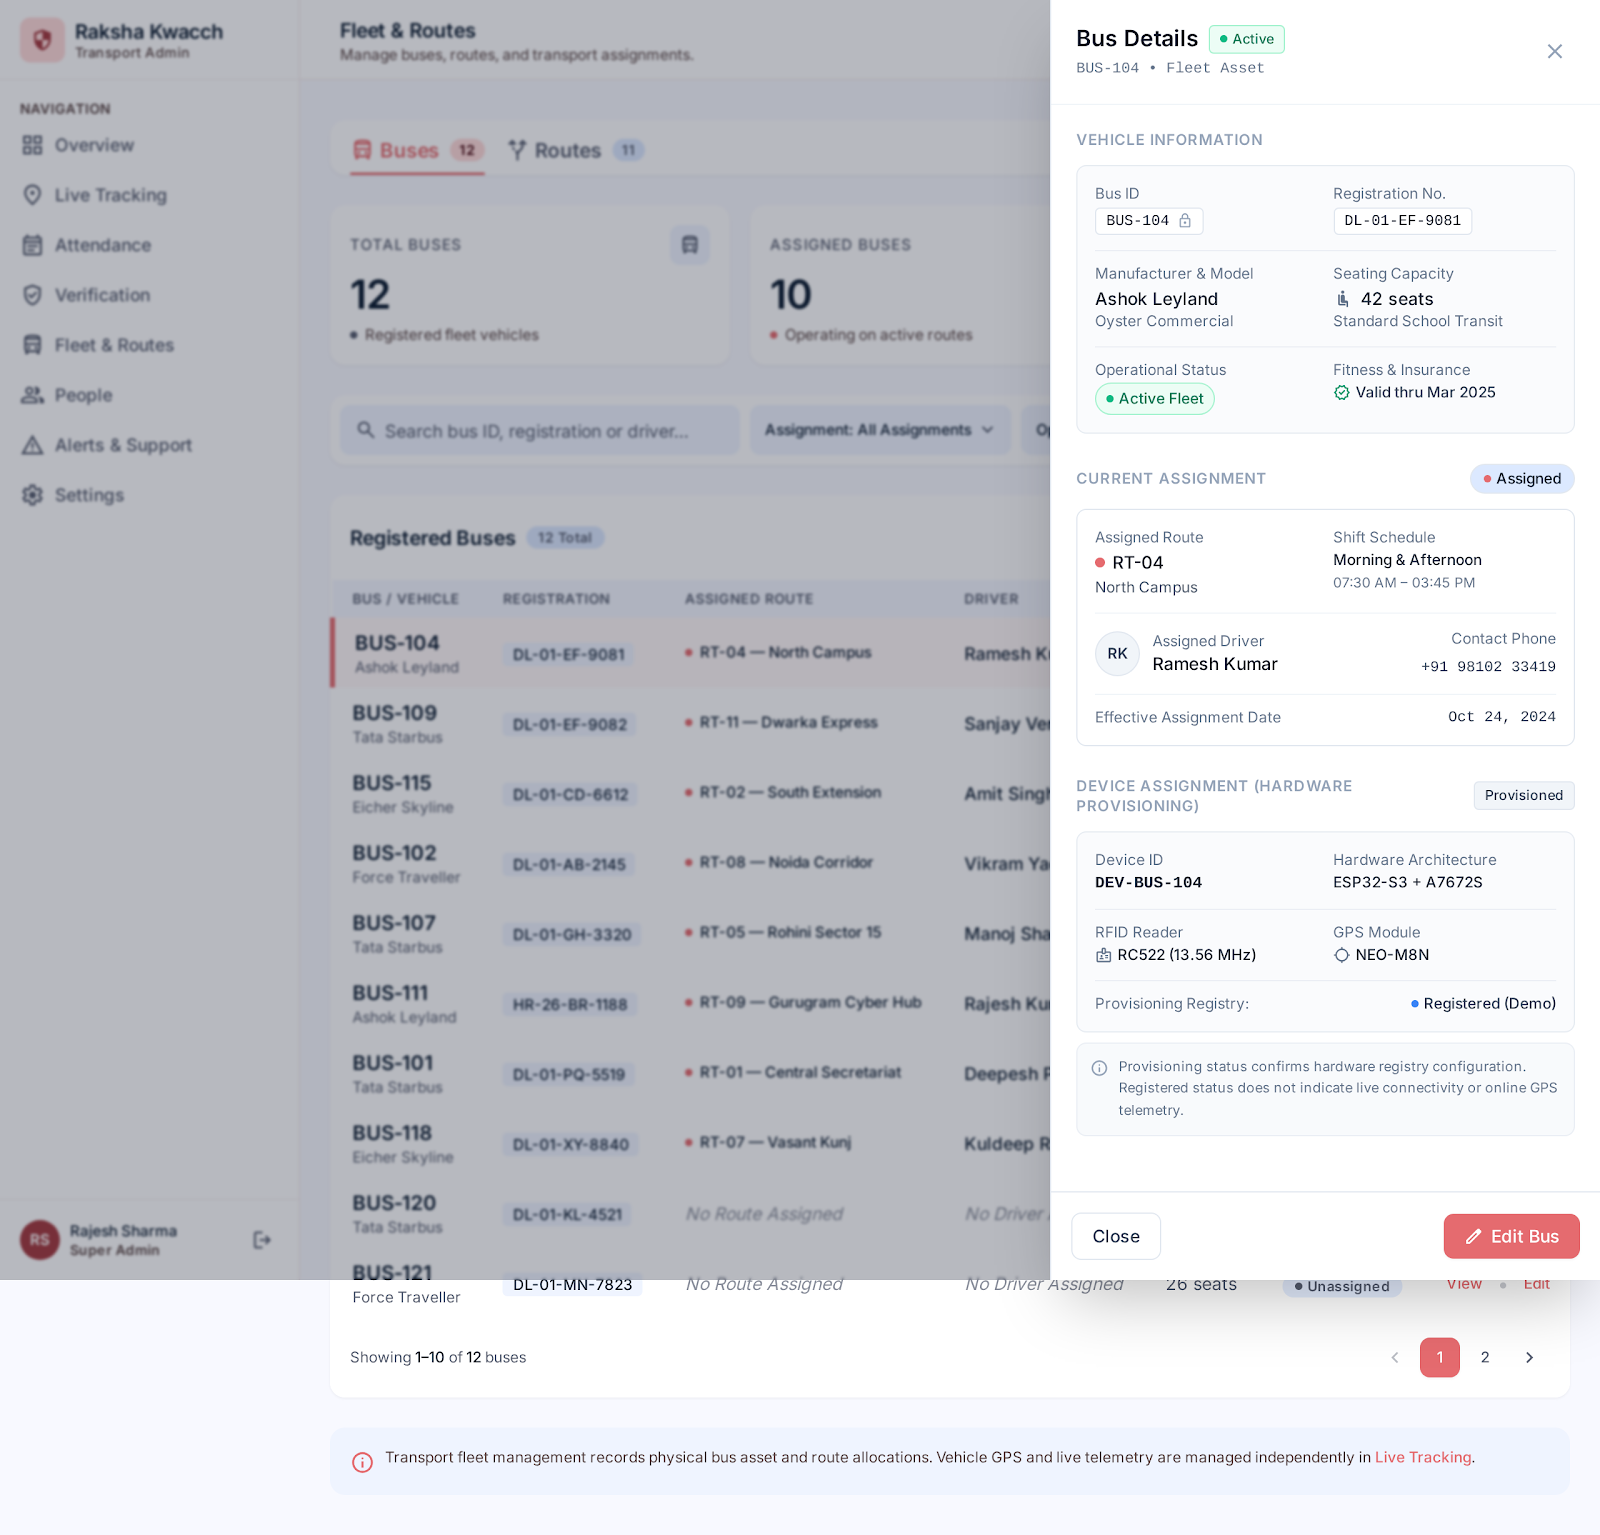 Raksha Kwacch
Transport Admin
NAVIGATION
Overview
Live Tracking
Attendance
Verification
Fleet & Routes
People
Alerts & Support
Settings
RS
Rajesh Sharma
Super Admin
Fleet & Routes
Manage buses, routes, and transport assignments.
Buses 12
Routes 11
TOTAL BUSES
12
Registered fleet vehicles
ASSIGNED BUSES
10
Operating on active routes
Search bus ID, registration or driver...
Assignment: All Assignments
Registered Buses 12 Total
BUS / VEHICLE REGISTRATION ASSIGNED ROUTE DRIVER
BUS-104
Ashok Leyland
DL-01-EF-9081
RT-04 — North Campus
Ramesh
BUS-109
Tata Starbus
DL-01-EF-9082
RT-11 — Dwarka Express
Sanjay
BUS-115
Eicher Skyline
DL-01-CD-6612
RT-02 — South Extension
Amit Singh
BUS-102
Force Traveller
DL-01-AB-2145
RT-08 — Noida Corridor
Vikram
BUS-107
Tata Starbus
DL-01-GH-3320
RT-05 — Rohini Sector 15
Manoj
BUS-111
Ashok Leyland
HR-26-BR-1188
RT-09 — Gurugram Cyber Hub
Rajesh
BUS-101
Tata Starbus
DL-01-PQ-5519
RT-01 — Central Secretariat
Deepesh
BUS-118
Eicher Skyline
DL-01-XY-8840
RT-07 — Vasant Kunj
Kuldeep
BUS-120
Tata Starbus
DL-01-KL-4521
No Route Assigned
No Driver
BUS-121
Force Traveller
DL-01-MN-7823
No Route Assigned
No Driver Assigned
26 seats
Unassigned
View Edit
Showing 1–10 of 12 buses
1 2
Transport fleet management records physical bus asset and route allocations. Vehicle GPS and live telemetry are managed independently in Live Tracking.
Bus Details Active
BUS-104 • Fleet Asset
VEHICLE INFORMATION
Bus ID
BUS-104
Registration No.
DL-01-EF-9081
Manufacturer & Model
Ashok Leyland
Oyster Commercial
Seating Capacity
42 seats
Standard School Transit
Operational Status
Active Fleet
Fitness & Insurance
Valid thru Mar 2025
CURRENT ASSIGNMENT Assigned
Assigned Route
RT-04
North Campus
Shift Schedule
Morning & Afternoon
07:30 AM – 03:45 PM
RK
Assigned Driver
Ramesh Kumar
Contact Phone
+91 98102 33419
Effective Assignment Date Oct 24, 2024
DEVICE ASSIGNMENT (HARDWARE
PROVISIONING)
Provisioned
Device ID
DEV-BUS-104
Hardware Architecture
ESP32-S3 + A7672S
RFID Reader
RC522 (13.56 MHz)
GPS Module
NEO-M8N
Provisioning Registry: Registered (Demo)
Provisioning status confirms hardware registry configuration.
Registered status does not indicate live connectivity or online GPS
telemetry.
Close
Edit Bus